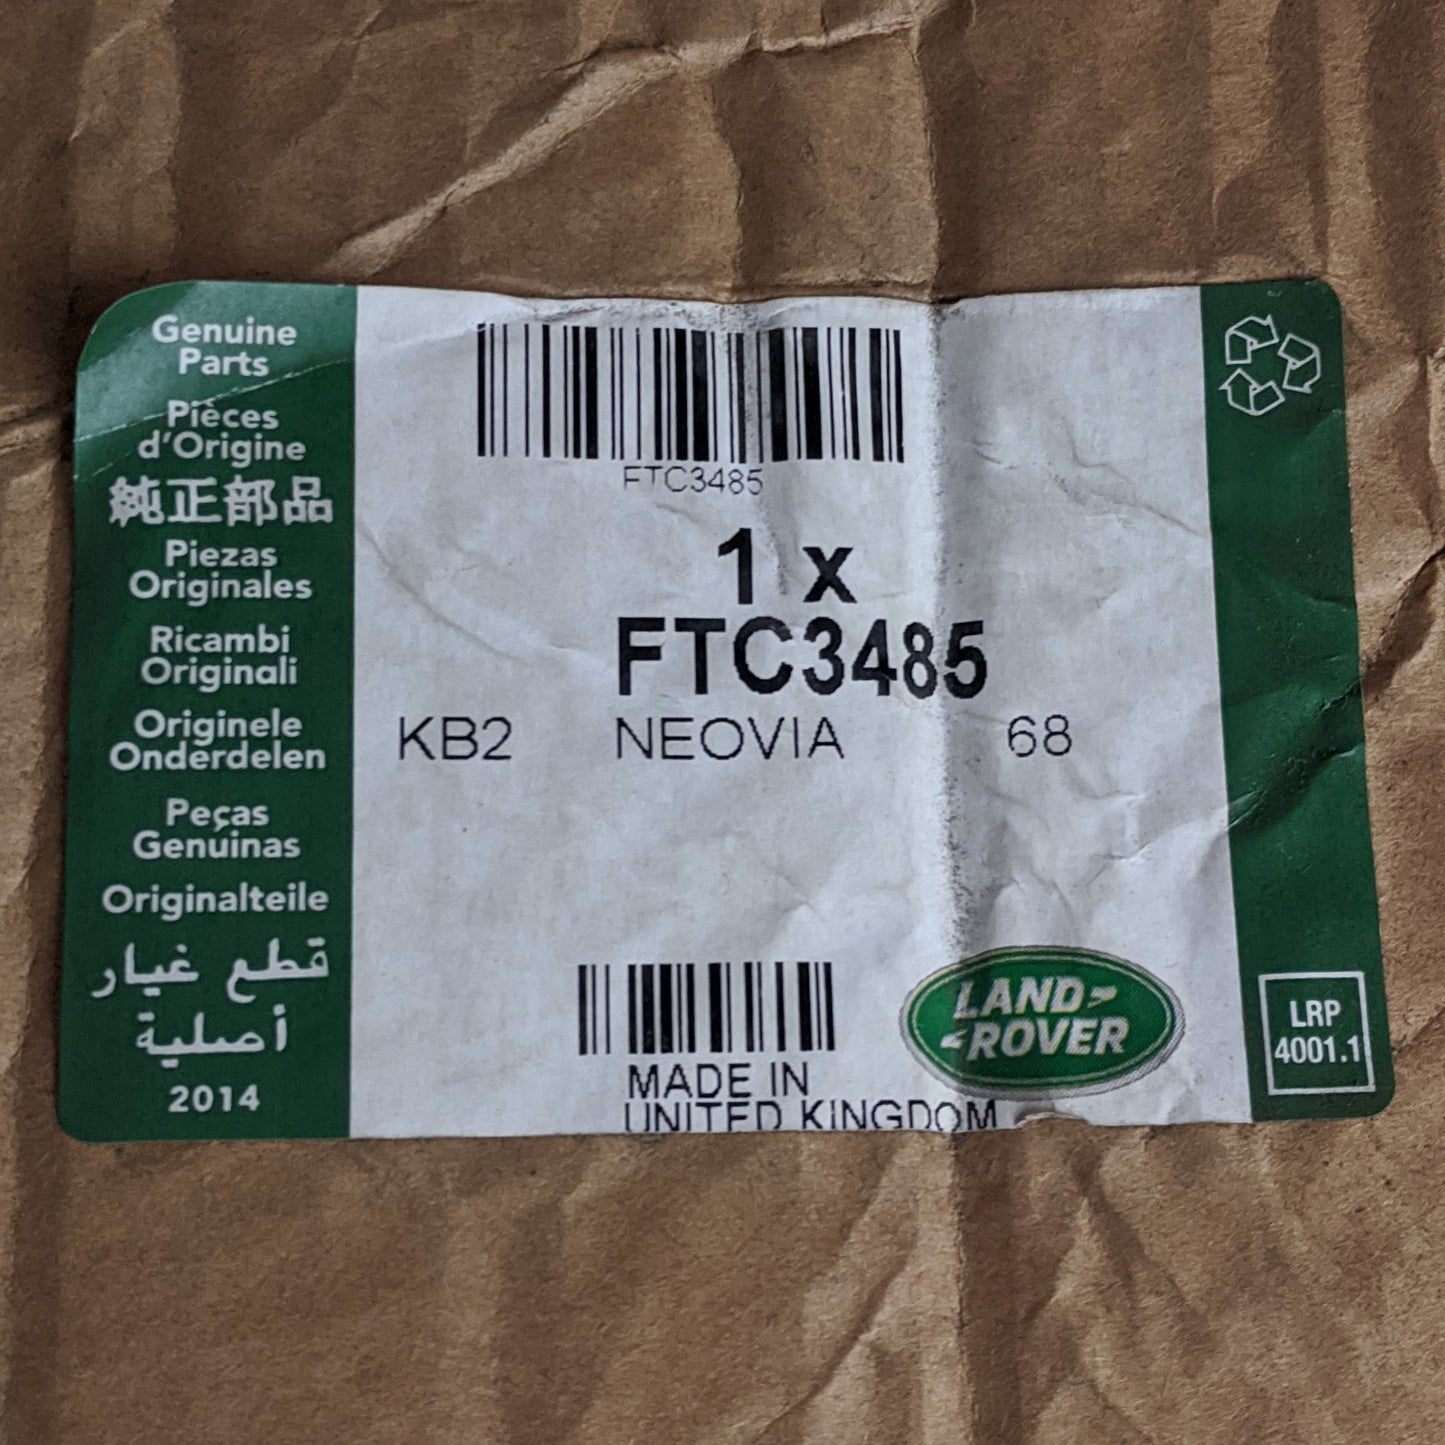 Genuine
Parts
Pièces
d'Origine
純正部品
Piezas
Originales
Ricambi
Originali
Originele
Onderdelen
Peças
Genuínas
Originalteile
قطع غيار
أصلية
2014
FTC3485
1 x
FTC3485
KB2 NEOVIA 68
MADE IN
UNITED KINGDOM
LAND
ROVER
LRP
4001.1